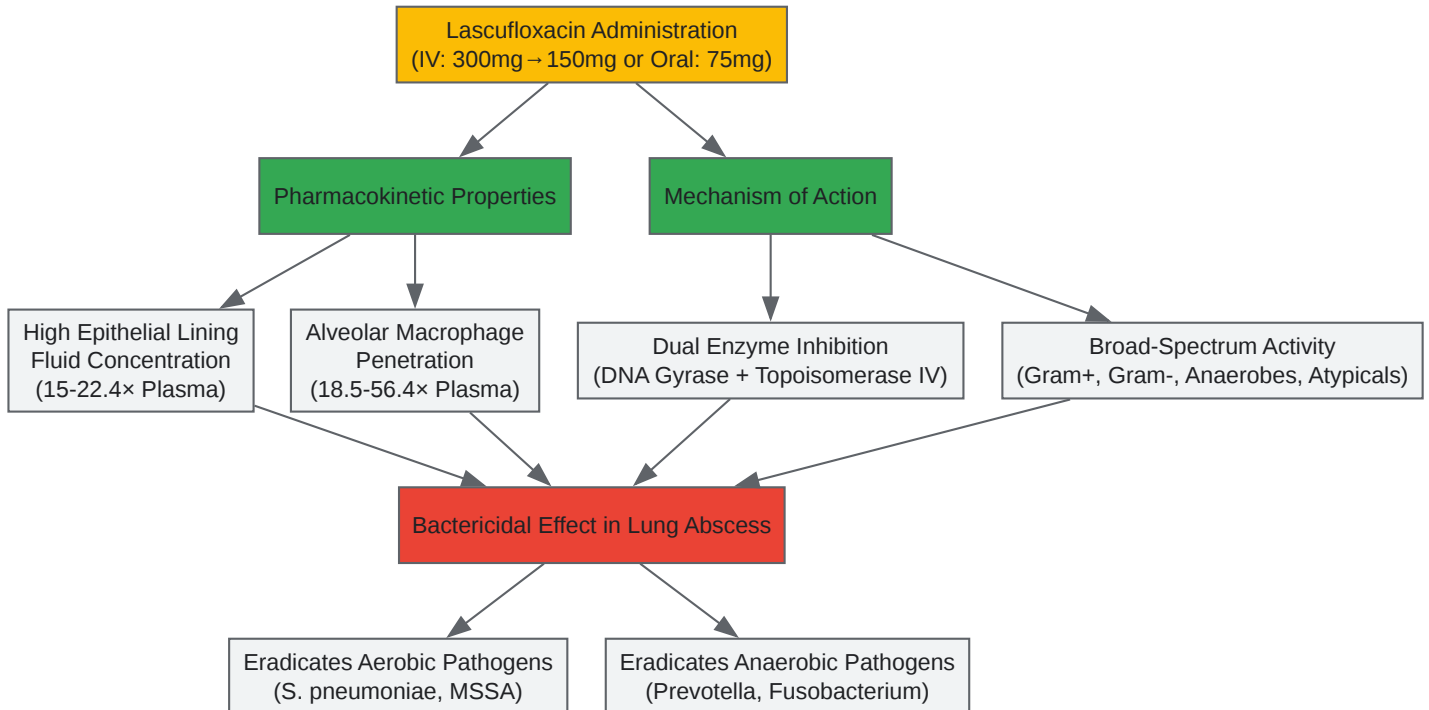 Lascufloxacin Administration
(IV: 300mg→150mg or Oral: 75mg)
Pharmacokinetic Properties
Mechanism of Action
High Epithelial Lining
Fluid Concentration
(15-22.4× Plasma)
Alveolar Macrophage
Penetration
(18.5-56.4× Plasma)
Dual Enzyme Inhibition
(DNA Gyrase + Topoisomerase IV)
Broad-Spectrum Activity
(Gram+, Gram-, Anaerobes, Atypicals)
Bactericidal Effect in Lung Abscess
Eradicates Aerobic Pathogens
(S. pneumoniae, MSSA)
Eradicates Anaerobic Pathogens
(Prevotella, Fusobacterium)